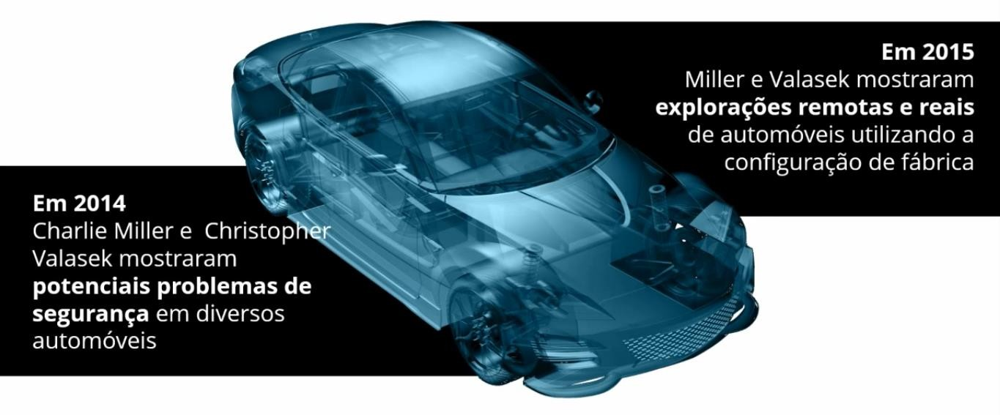 Em 2014
Charlie Miller e  Christopher
Valasek mostraram
potenciais problemas de
segurança em diversos
automóveis
Em 2015
Miller e Valasek mostraram
explorações remotas e reais
de automóveis utilizando a
configuração de fábrica